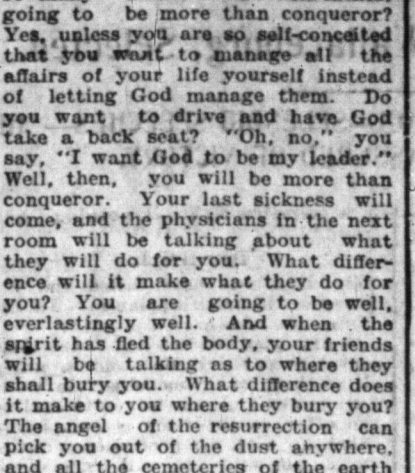 going to be more than conqueror?
Yes, unless you are so self-conceited
that you want to manage all the
affairs of your life yourself instead
of letting God manage them. Do
you want to drive and have God
take a back seat? "Oh, no," you
say, "I want God to be my leader."
Well, then, you will be more than
conqueror. Your last sickness will
come, and the physicians in the next
room will be talking about what
they will do for you. What differ-
ence will it make what they do for
you? You are going to be well,
everlastingly well. And when the
spirit has fled the body, your friends
will be talking as to where they
shall bury you. What difference does
it make to you where they bury you?
The angel of the resurrection can
pick you out of the dust anywhere,
and all the cemeteries of the earth